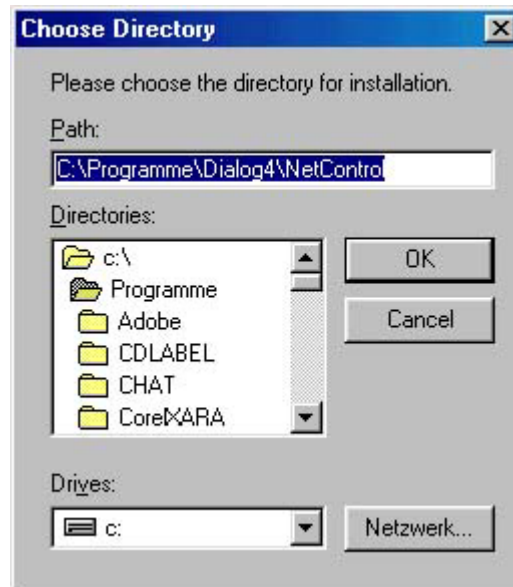 Choose Directory
Please choose the directory for installation.
Path:
C:\Programme\Dialog4\NetControl
Directories:
c:\
Programme
Adobe
CDLABEL
CHAT
CorelXARA
OK
Cancel
Drives:
c:
Netzwerk...